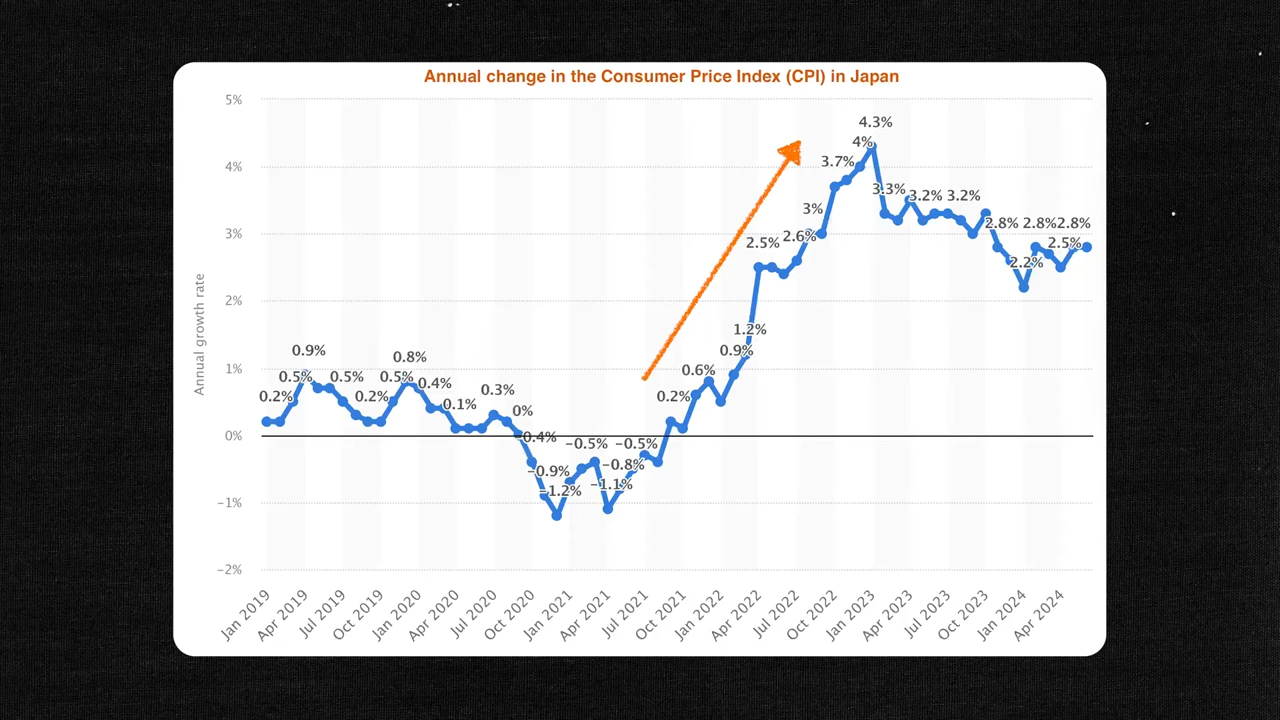 Annual change in the Consumer Price Index (CPI) in Japan
5%
4%
3%
2%
1%
0%
−1%
−2%
Annual growth rate
0.2%
0.5%
0.9%
0.5%
0.2%
0.5%
0.8%
0.4%
0.1%
0.3%
0%
−0.4%
−0.9%
−1.2%
−0.5%
−1.1%
−0.8%
−0.5%
0.2%
0.6%
0.9%
1.2%
2.5%
2.6%
3%
3.7%
4%
4.3%
3.3%
3.2%
3.2%
2.8%
2.2%
2.8%
2.5%
2.8%
Jan 2019
Apr 2019
Jul 2019
Oct 2019
Jan 2020
Apr 2020
Jul 2020
Oct 2020
Jan 2021
Apr 2021
Jul 2021
Oct 2021
Jan 2022
Apr 2022
Jul 2022
Oct 2022
Jan 2023
Apr 2023
Jul 2023
Oct 2023
Jan 2024
Apr 2024